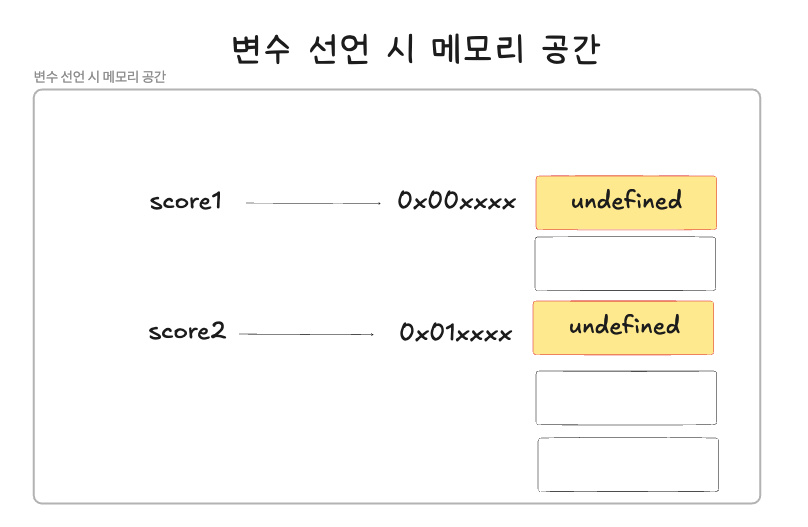 변수 선언 시 메모리 공간
변수 선언 시 메모리 공간
score1 0x00xxxx undefined
score2 0x01xxxx undefined